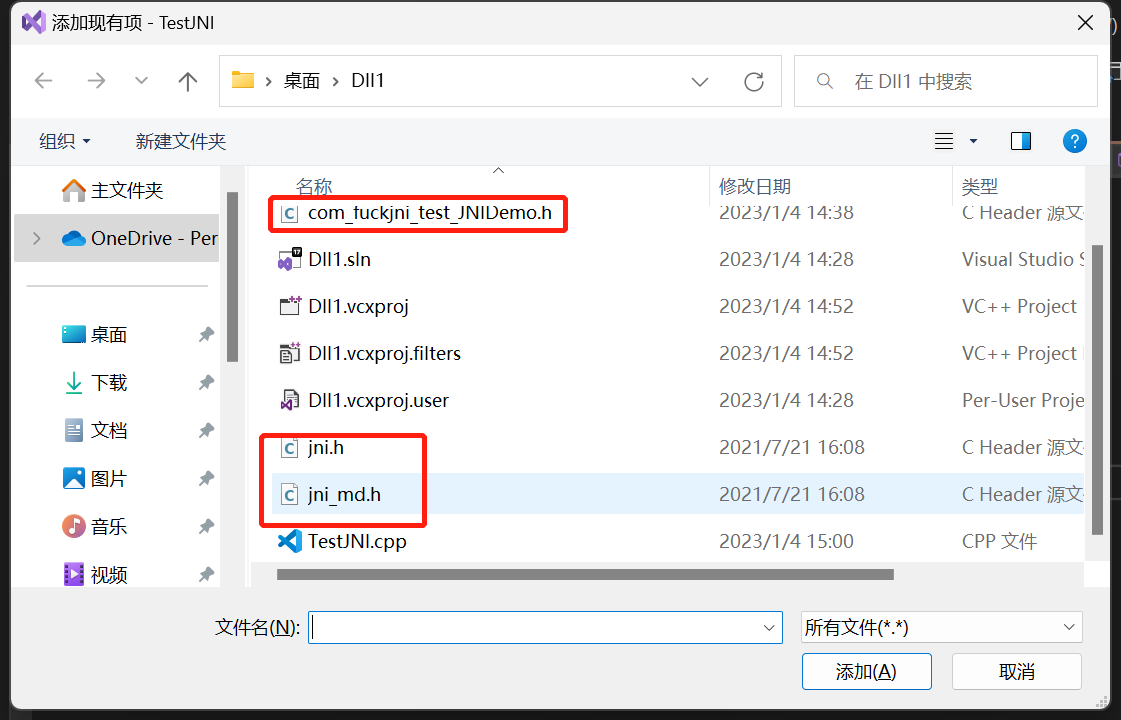 添加现有项 - TestJNI
桌面 Dll1
在 Dll1 中搜索
组织 新建文件夹 ?
名称 修改日期 类型
主文件夹
OneDrive - Per
桌面
下载
文档
图片
音乐
视频
com_fuckjni_test_JNIDemo.h 2023/1/4 14:38 C Header 源文
Dll1.sln 2023/1/4 14:28 Visual Studio S
Dll1.vcxproj 2023/1/4 14:52 VC++ Project
Dll1.vcxproj.filters 2023/1/4 14:52 VC++ Project
Dll1.vcxproj.user 2023/1/4 14:28 Per-User Proje
jni.h 2021/7/21 16:08 C Header 源文
jni_md.h 2021/7/21 16:08 C Header 源文
TestJNI.cpp 2023/1/4 15:00 CPP 文件
文件名(N): 所有文件(*.*)
添加(A) 取消